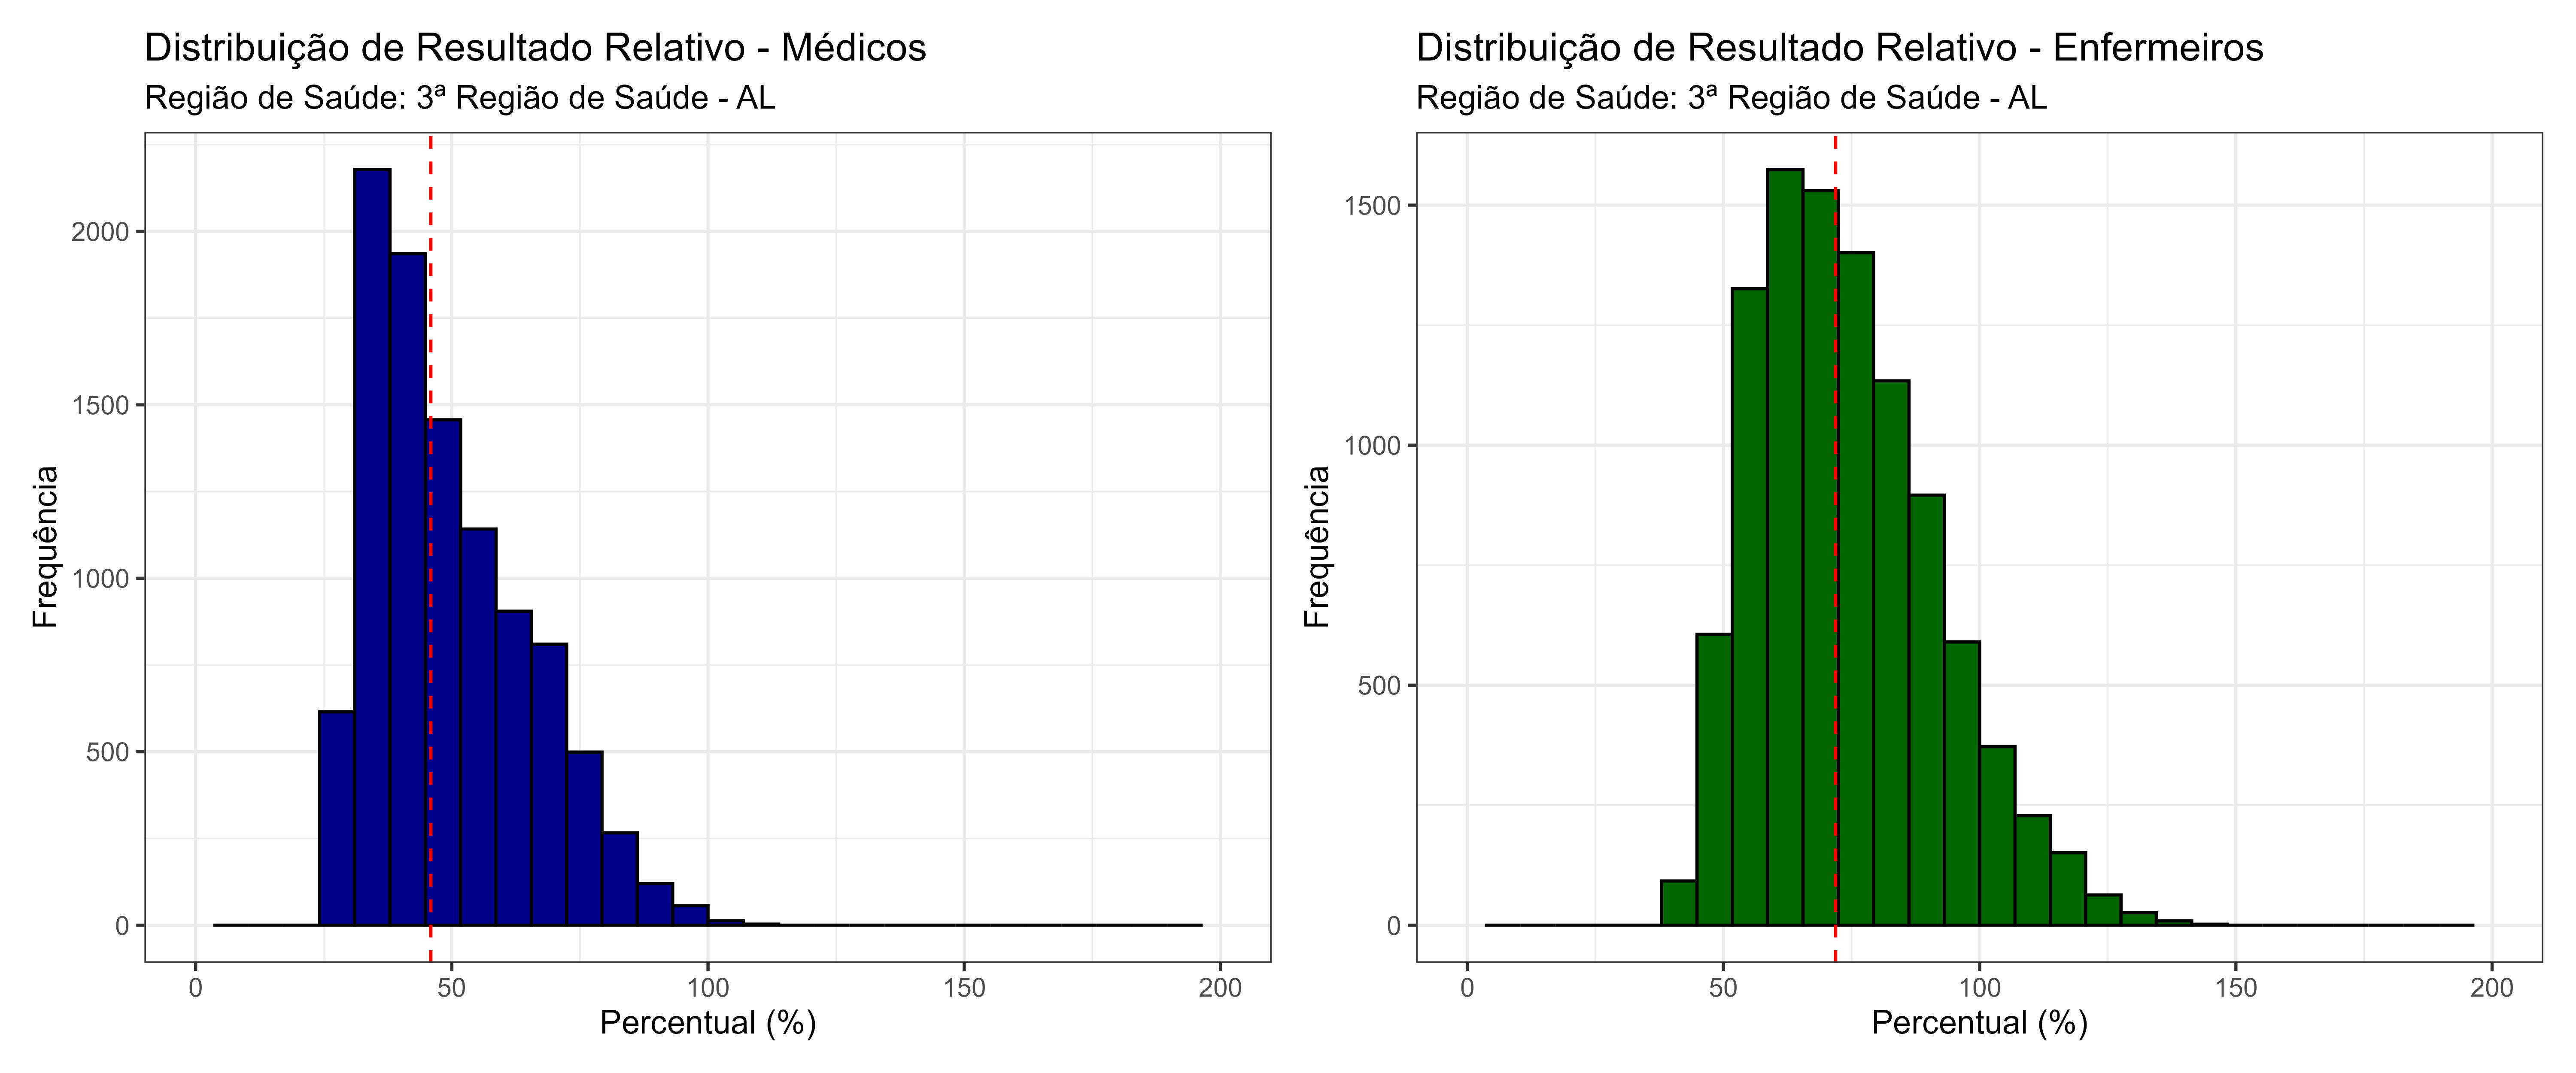 Distribuição de Resultado Relativo - Médicos
Região de Saúde: 3ª Região de Saúde - AL
Frequência
2000
1500
1000
500
0
0 50 100 150 200
Percentual (%)
Distribuição de Resultado Relativo - Enfermeiros
Região de Saúde: 3ª Região de Saúde - AL
Frequência
1500
1000
500
0
0 50 100 150 200
Percentual (%)